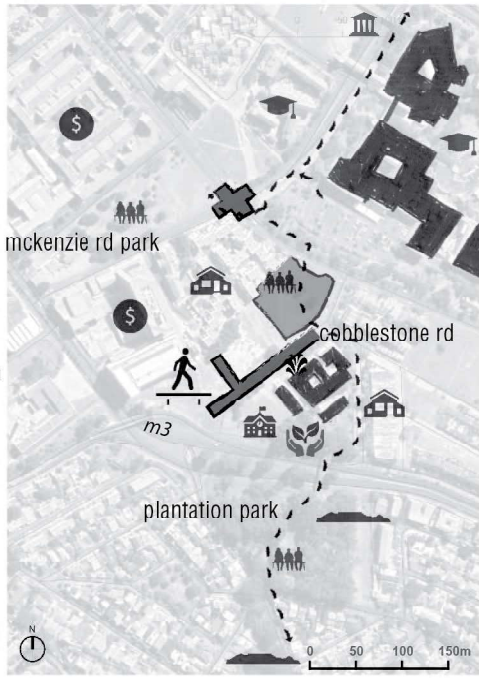 $
mckenzie rd park
$
cobblestone rd
m3
plantation park
N
0 50 100 150m